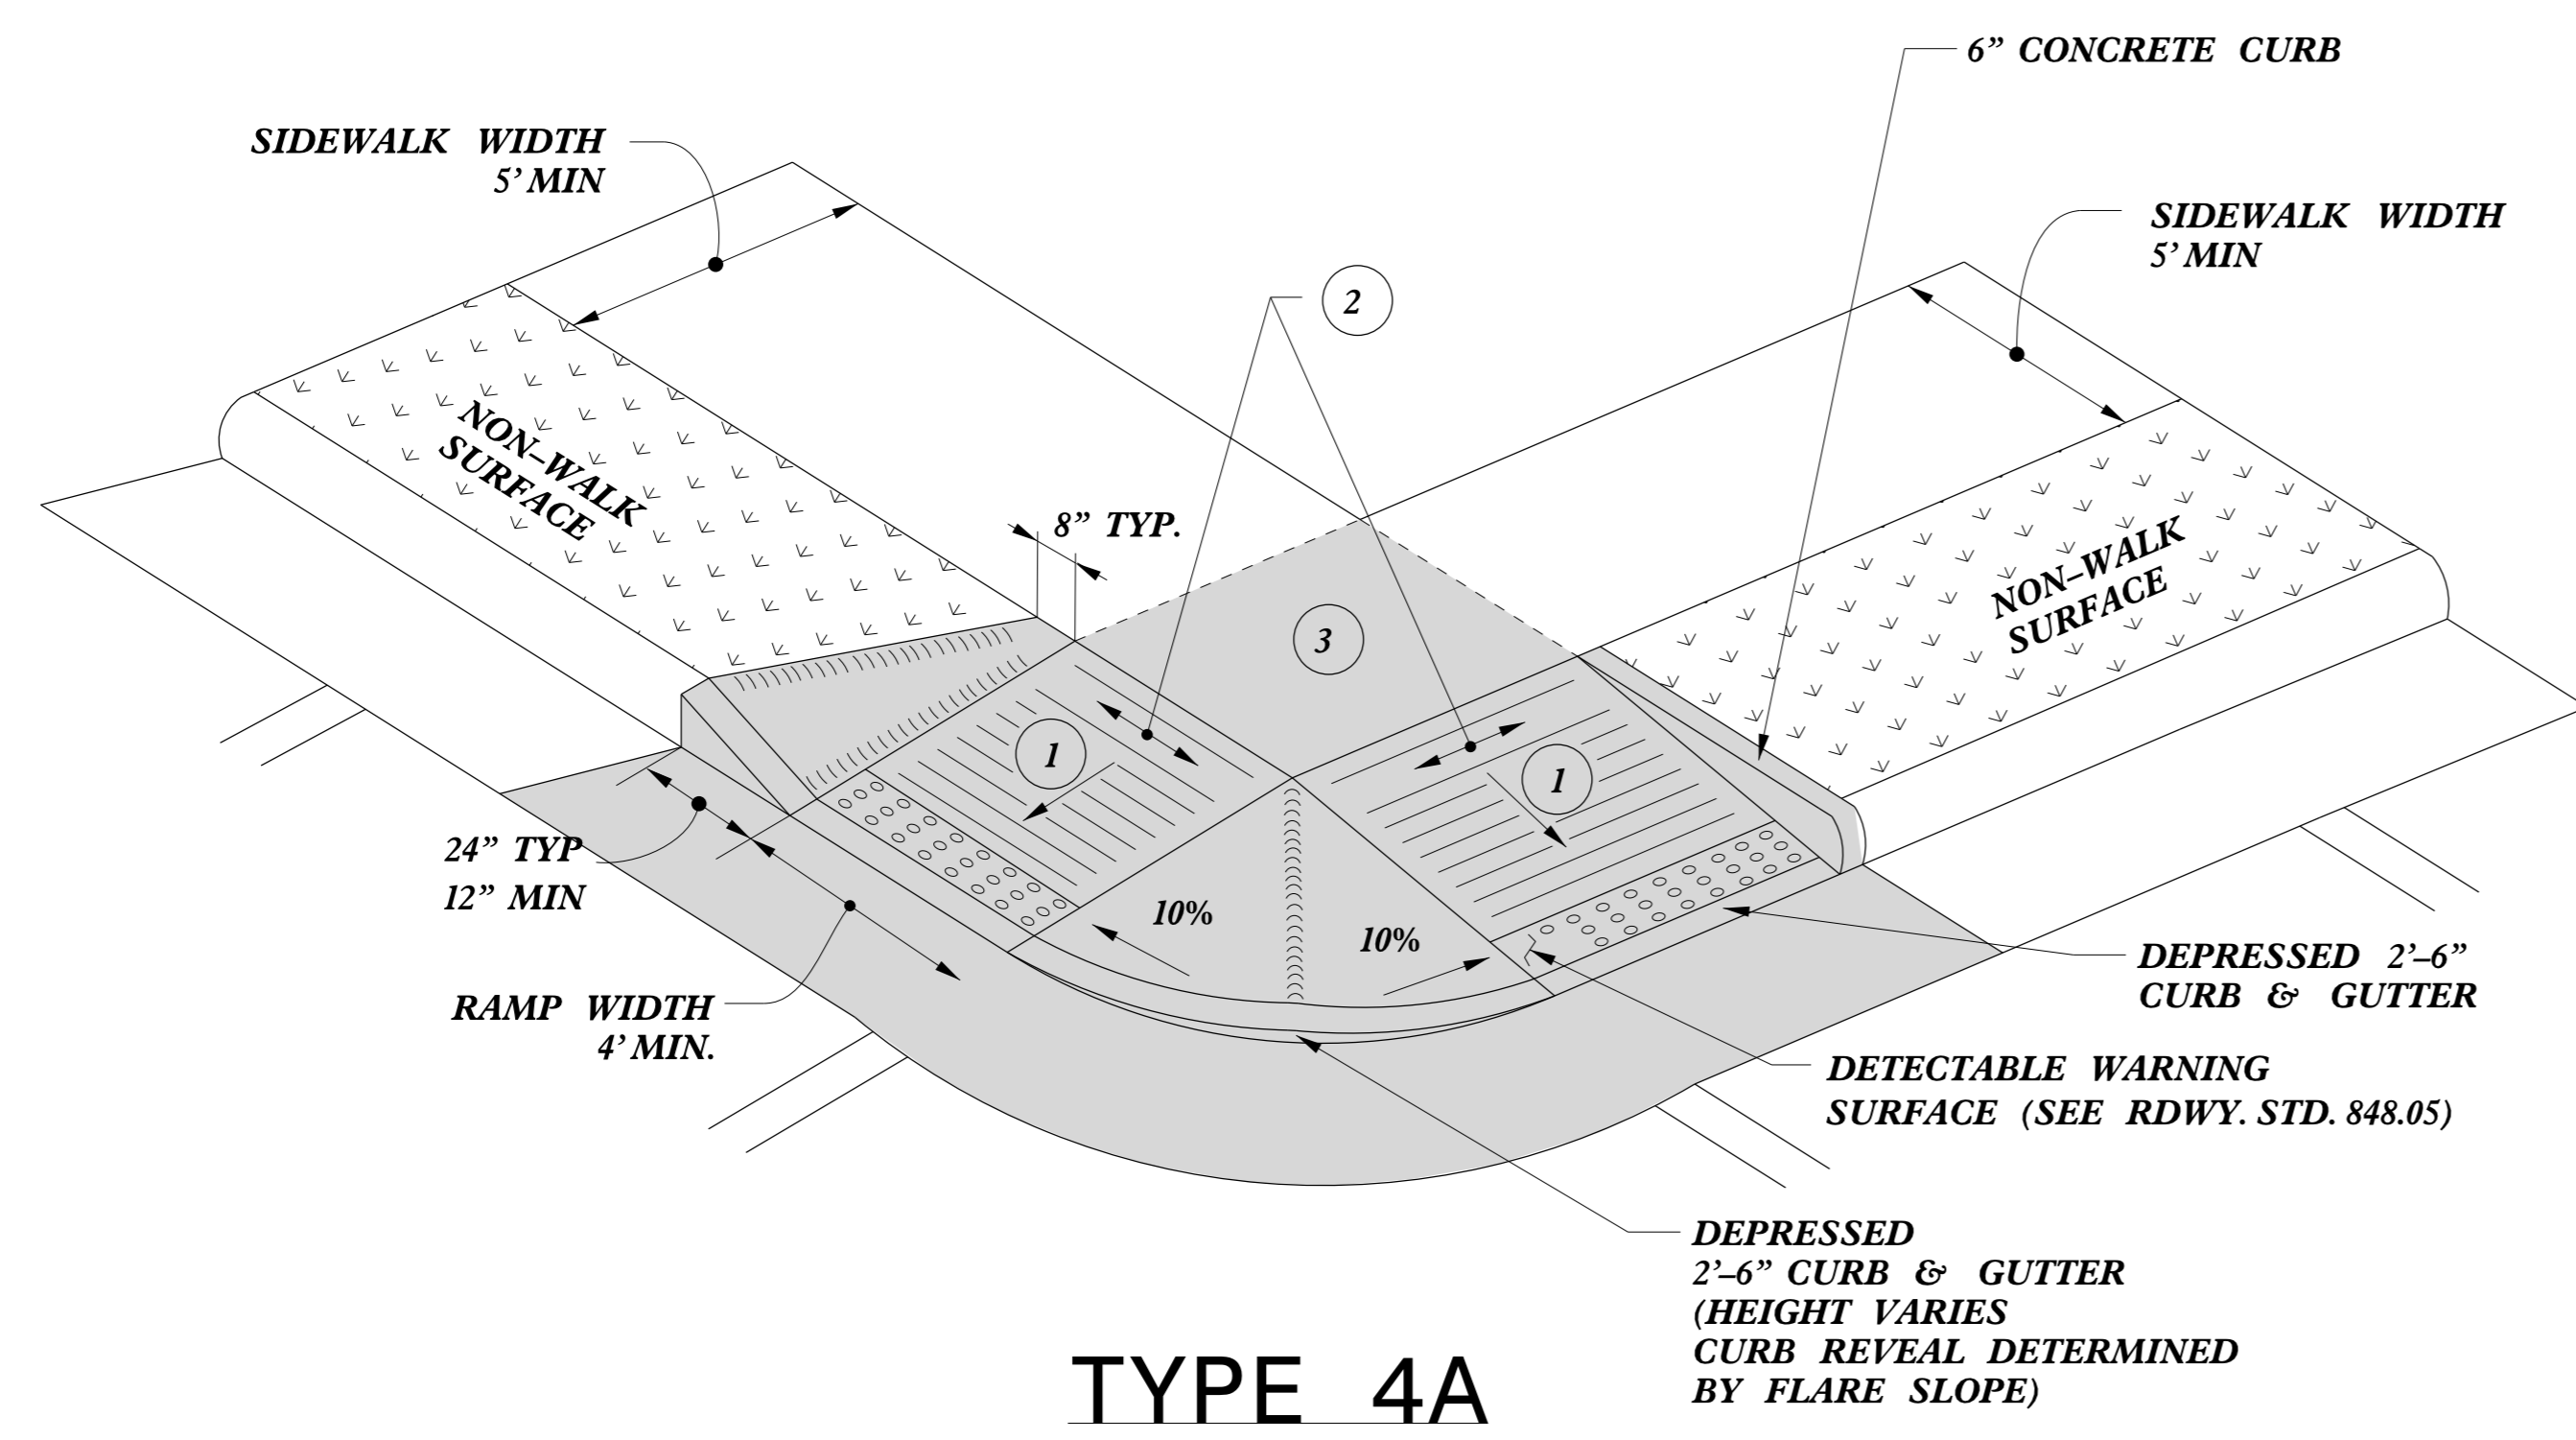 6” CONCRETE CURB
SIDEWALK WIDTH
5’ MIN
SIDEWALK WIDTH
5’ MIN
2
NON–WALK
SURFACE
8” TYP.
NON–WALK
SURFACE
3
1
1
24” TYP
12” MIN
10%
10%
DEPRESSED 2’–6”
CURB & GUTTER
RAMP WIDTH
4’ MIN.
DETECTABLE WARNING
SURFACE (SEE RDWY. STD. 848.05)
DEPRESSED
2’–6” CURB & GUTTER
(HEIGHT VARIES
CURB REVEAL DETERMINED
BY FLARE SLOPE)
TYPE 4A